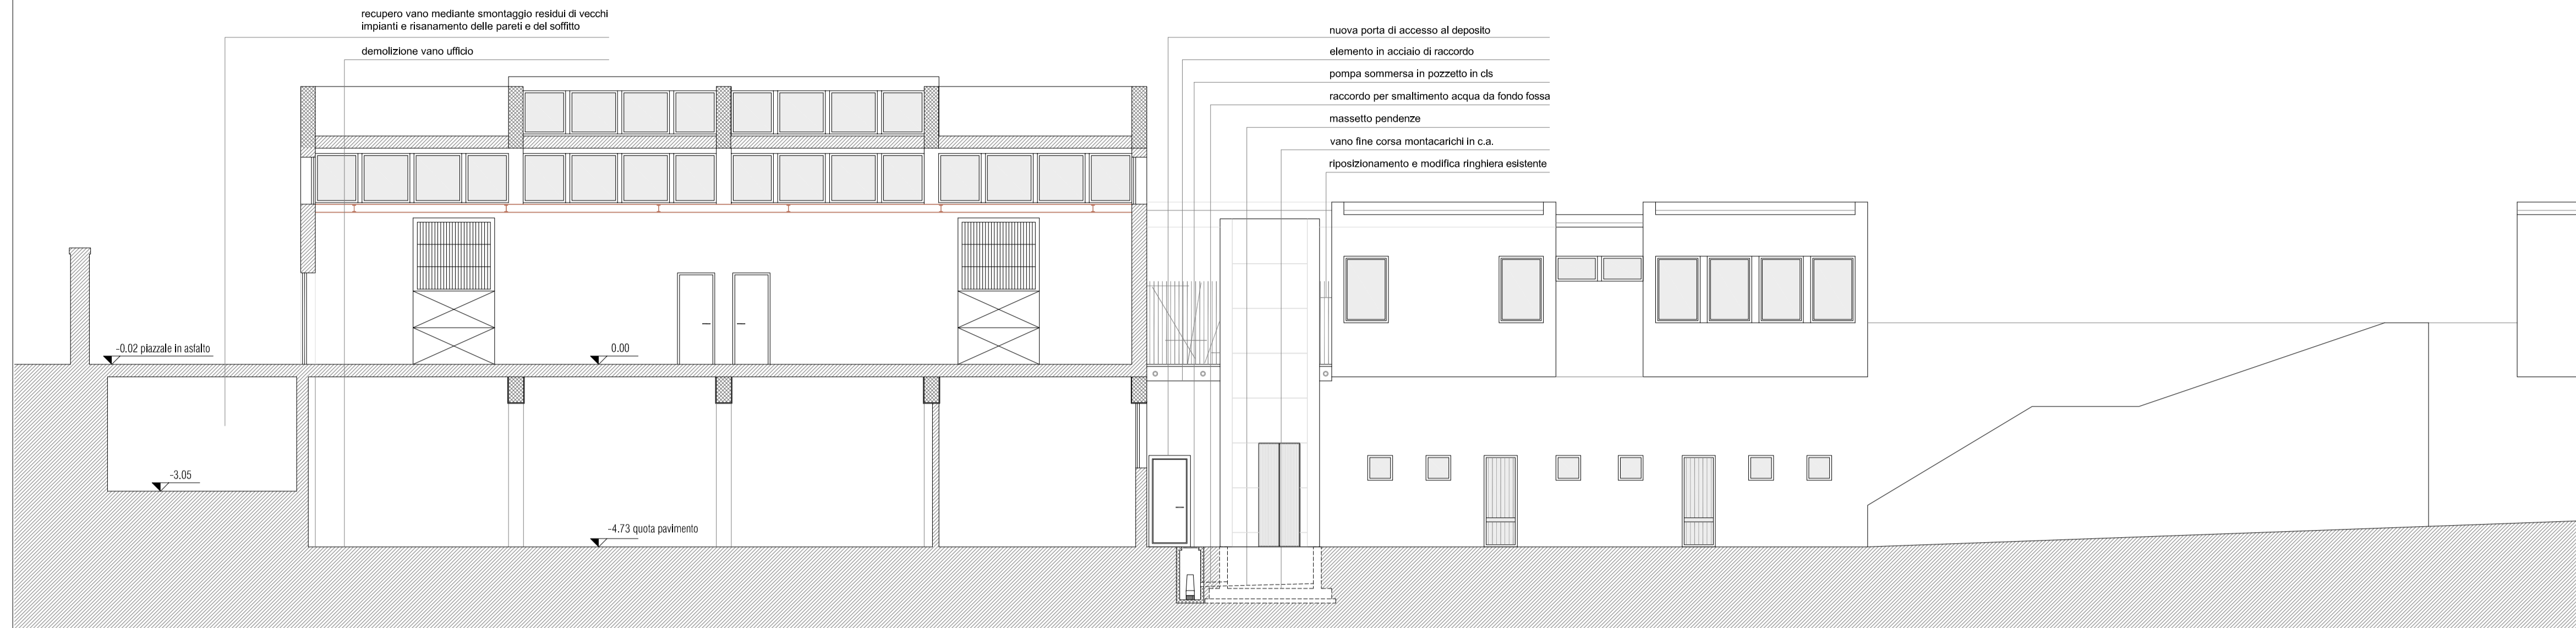 recupero vano mediante smontaggio residui di vecchi
impianti e risanamento delle pareti e del soffitto
demolizione vano ufficio
nuova porta di accesso al deposito
elemento in acciaio di raccordo
pompa sommersa in pozzetto in cls
raccordo per smaltimento acqua da fondo fossa
massetto pendenze
vano fine corsa montacarichi in c.a.
riposizionamento e modifica ringhiera esistente
-0.02 piazzale in asfalto
0.00
-3.05
-4.73 quota pavimento